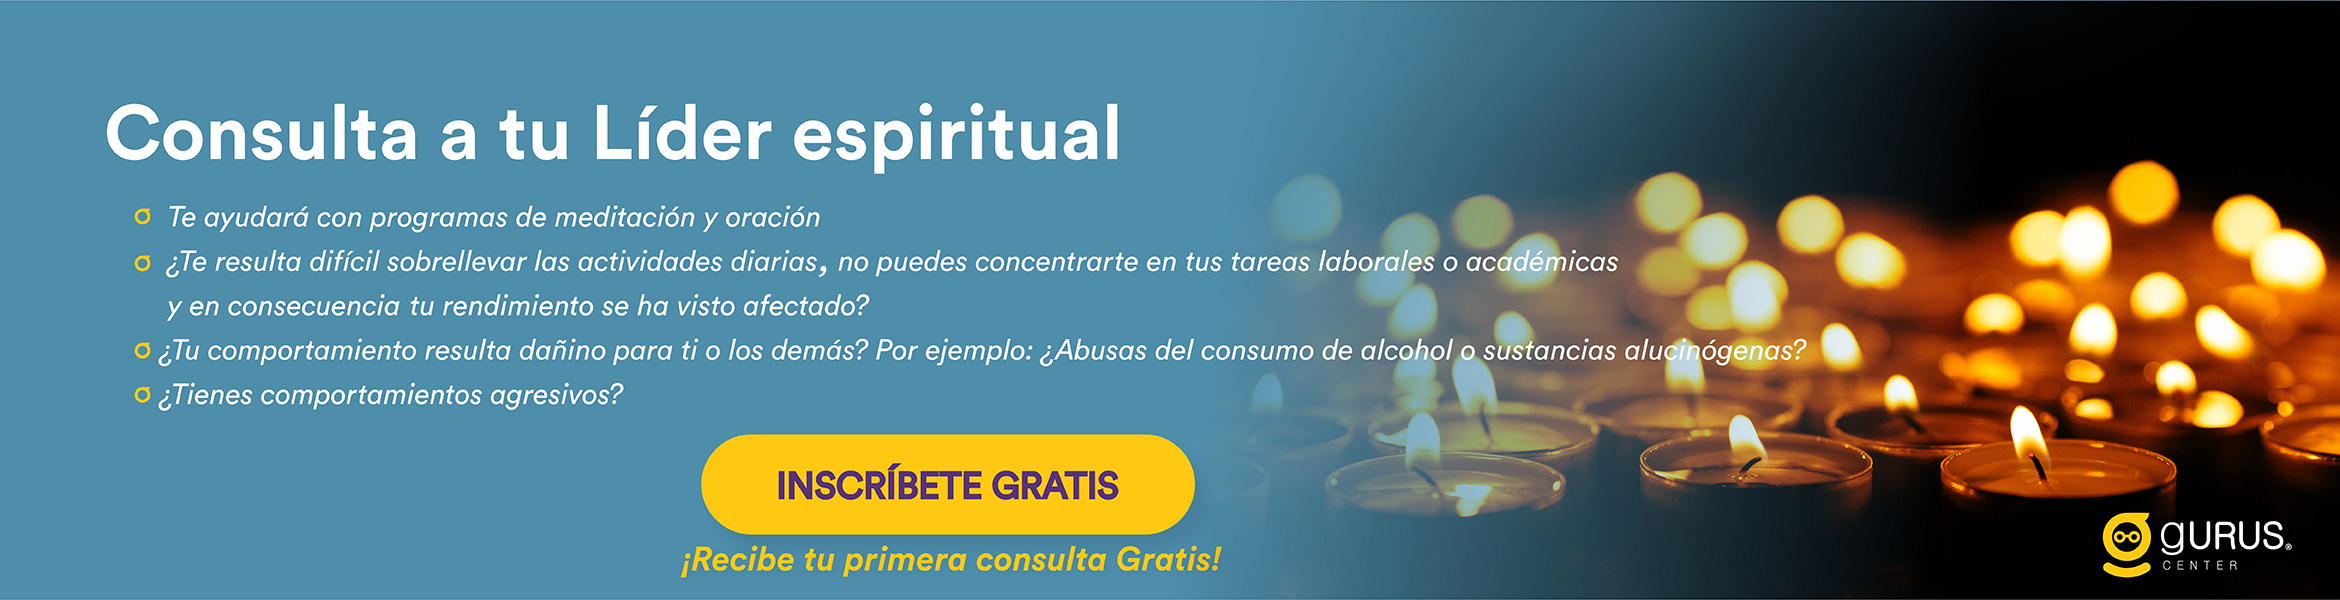 Consulta a tu Líder espiritual
Te ayudará con programas de meditación y oración
¿Te resulta difícil sobrellevar las actividades diarias, no puedes concentrarte en tus tareas laborales o académicas
y en consecuencia tu rendimiento se ha visto afectado?
¿Tu comportamiento resulta dañino para ti o los demás? Por ejemplo: ¿Abusas del consumo de alcohol o sustancias alucinógenas?
¿Tienes comportamientos agresivos?
INSCRÍBETE GRATIS
¡Recibe tu primera consulta Gratis!
gURUS®
CENTER